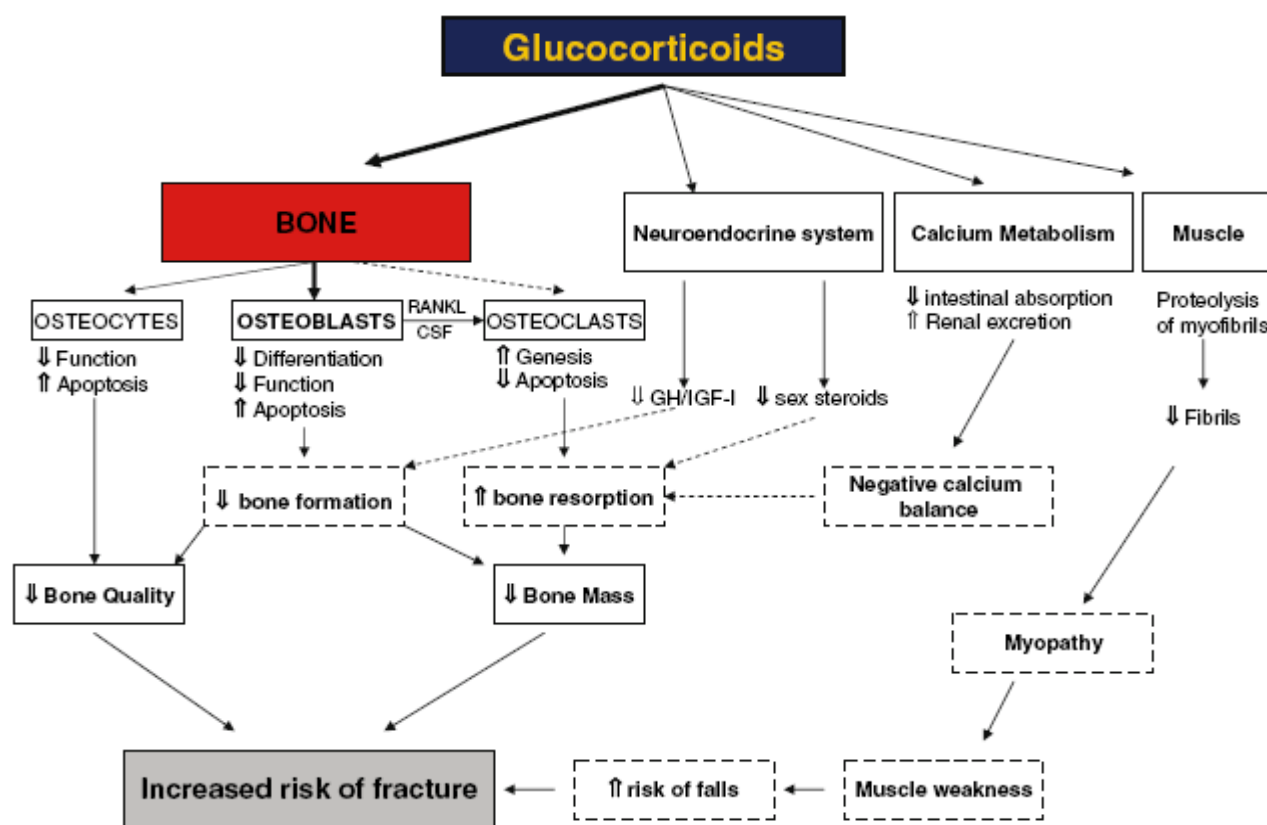 Glucocorticoids
BONE
Neuroendocrine system
Calcium Metabolism
Muscle
OSTEOCYTES
OSTEOBLASTS
RANKL
CSF
OSTEOCLASTS
⇓ intestinal absorption
⇑ Renal excretion
Proteolysis
of myofibrils
⇓ Function
⇑ Apoptosis
⇓ Differentiation
⇓ Function
⇑ Apoptosis
⇑ Genesis
⇓ Apoptosis
⇓ GH/IGF-I
⇓ sex steroids
⇓ Fibrils
⇓ bone formation
⇑ bone resorption
Negative calcium
balance
⇓ Bone Quality
⇓ Bone Mass
Myopathy
Increased risk of fracture
⇑ risk of falls
Muscle weakness